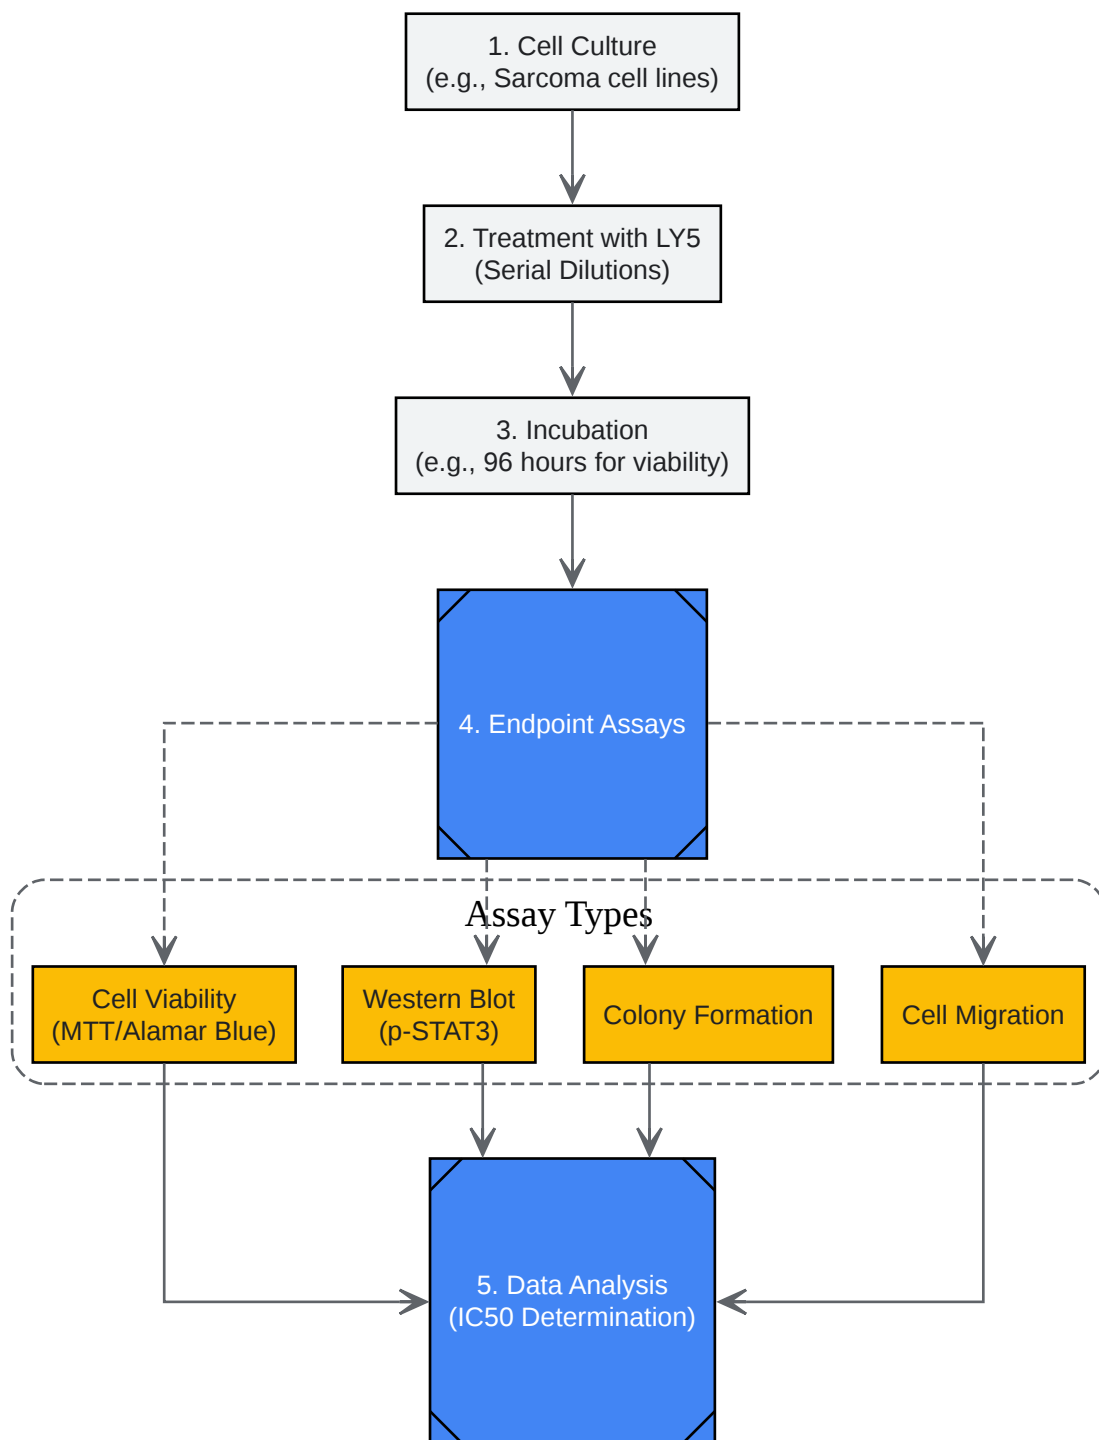 1. Cell Culture
(e.g., Sarcoma cell lines)
2. Treatment with LY5
(Serial Dilutions)
3. Incubation
(e.g., 96 hours for viability)
4. Endpoint Assays
Assay Types
Cell Viability
(MTT/Alamar Blue)
Western Blot
(p-STAT3)
Colony Formation
Cell Migration
5. Data Analysis
(IC50 Determination)